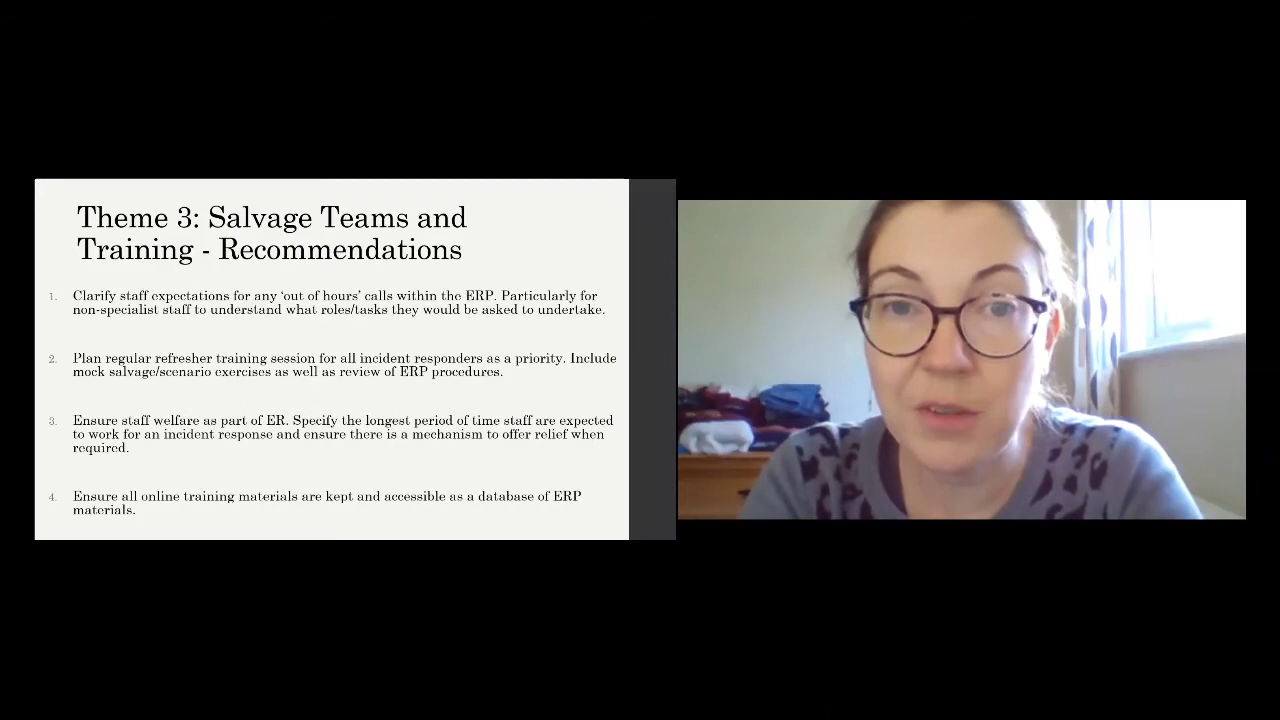 Theme 3: Salvage Teams and
Training - Recommendations
1. Clarify staff expectations for any ‘out of hours’ calls within the ERP. Particularly for
non-specialist staff to understand what roles/tasks they would be asked to undertake.
2. Plan regular refresher training session for all incident responders as a priority. Include
mock salvage/scenario exercises as well as review of ERP procedures.
3. Ensure staff welfare as part of ER. Specify the longest period of time staff are expected
to work for an incident response and ensure there is a mechanism to offer relief when
required.
4. Ensure all online training materials are kept and accessible as a database of ERP
materials.